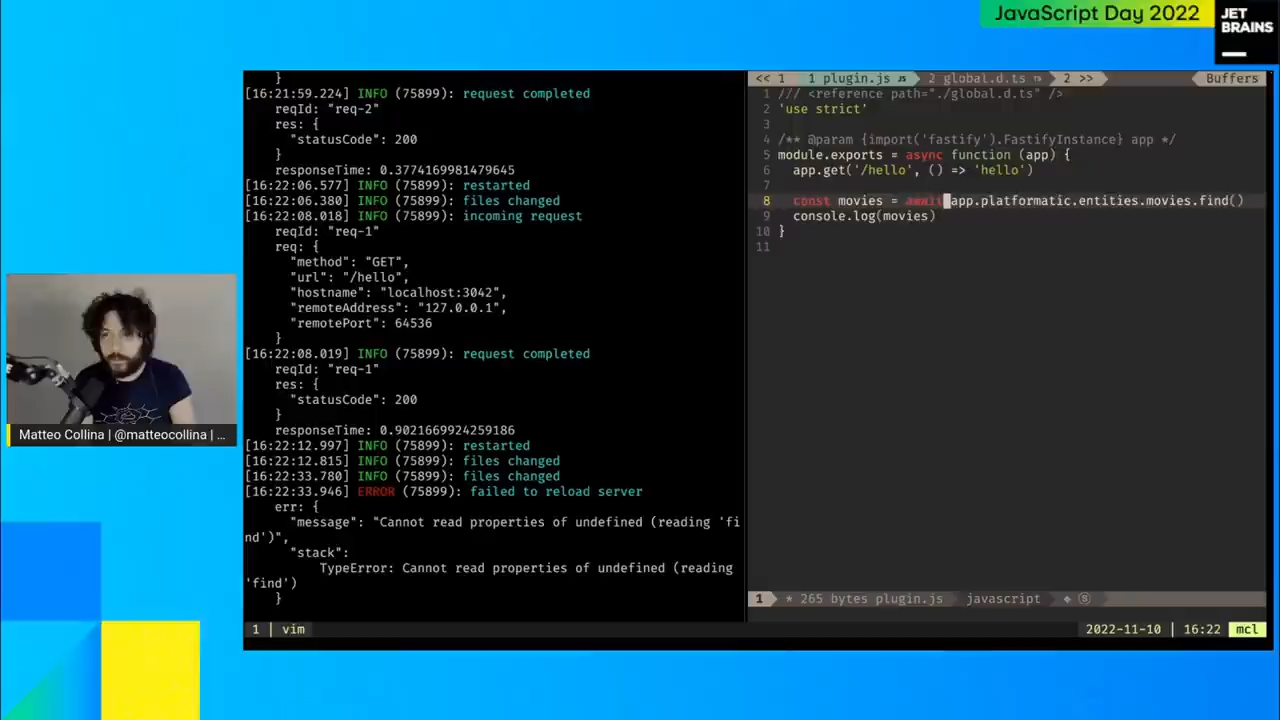 JavaScript Day 2022
JET
BRAINS
}
[16:21:59.224] INFO (75899): request completed
reqId: "req-2"
res: {
"statusCode": 200
}
responseTime: 0.3774169981479645
[16:22:06.577] INFO (75899): restarted
[16:22:06.380] INFO (75899): files changed
[16:22:08.018] INFO (75899): incoming request
reqId: "req-1"
req: {
"method": "GET",
"url": "/hello",
"hostname": "localhost:3042",
"remoteAddress": "127.0.0.1",
"remotePort": 64536
}
[16:22:08.019] INFO (75899): request completed
reqId: "req-1"
res: {
"statusCode": 200
}
responseTime: 0.9021669924259186
[16:22:12.997] INFO (75899): restarted
[16:22:12.815] INFO (75899): files changed
[16:22:33.780] INFO (75899): files changed
[16:22:33.946] ERROR (75899): failed to reload server
err: {
"message": "Cannot read properties of undefined (reading 'fi
nd')",
"stack":
TypeError: Cannot read properties of undefined (reading
'find')
}
1 | vim
<< 1 1 plugin.js JS 2 global.d.ts TS 2 >> Buffers
1 /// <reference path="./global.d.ts" />
2 'use strict'
3
4 /** @param {import('fastify').FastifyInstance} app */
5 module.exports = async function (app) {
6 app.get('/hello', () => 'hello')
7
8 const movies = await app.platformatic.entities.movies.find()
9 console.log(movies)
10 }
11
1 * 265 bytes plugin.js javascript
2022-11-10 | 16:22 mcl
Matteo Collina | @matteocollina | ...